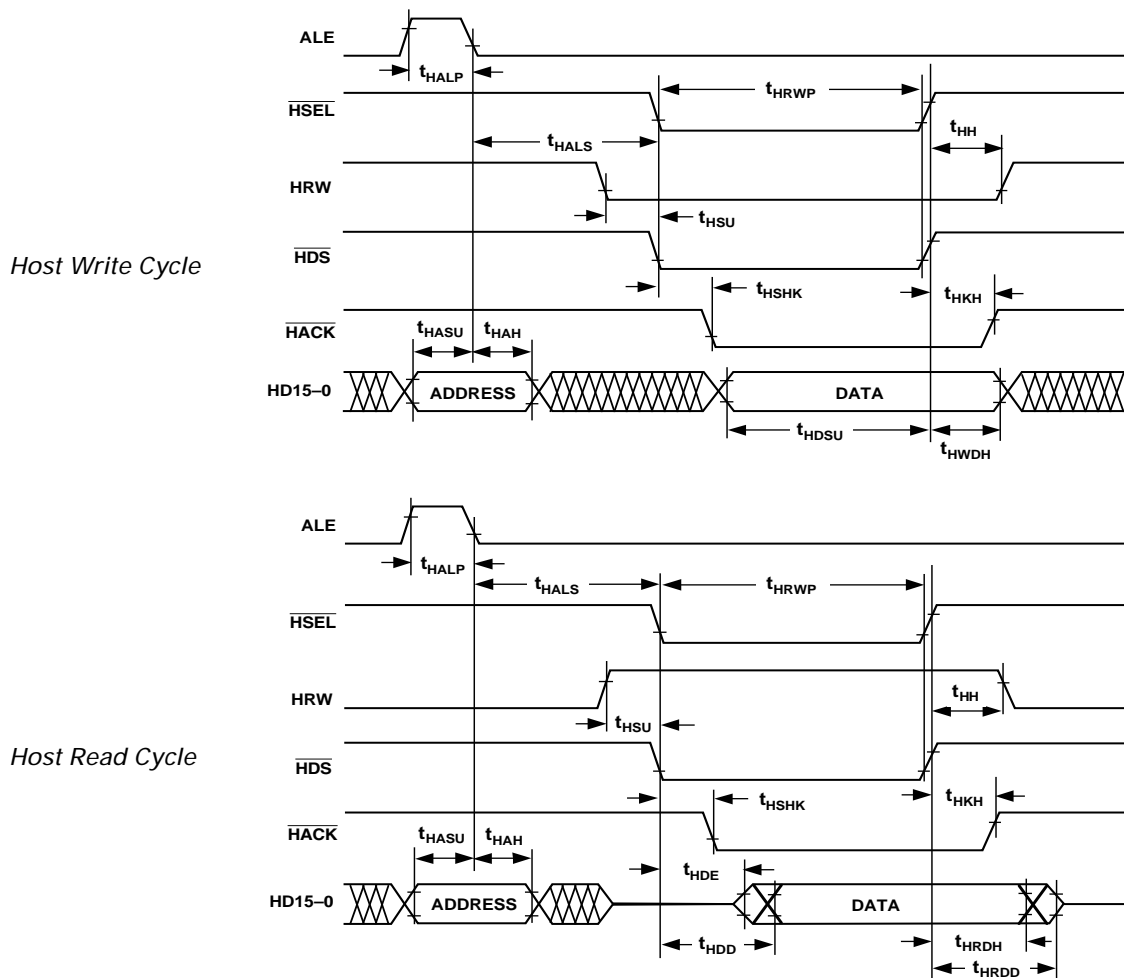 ALE
tHALP
HSEL
tHRWP
tHALS
tHH
HRW
tHSU
Host Write Cycle
HDS
tHSHK
tHKH
HACK
tHASU
tHAH
HD15–0
ADDRESS
DATA
tHDSU
tHWDH
ALE
tHALP
tHALS
tHRWP
HSEL
HRW
tHH
tHSU
Host Read Cycle
HDS
tHSHK
tHKH
HACK
tHASU
tHAH
tHDE
HD15–0
ADDRESS
DATA
tHDD
tHRDH
tHRDD